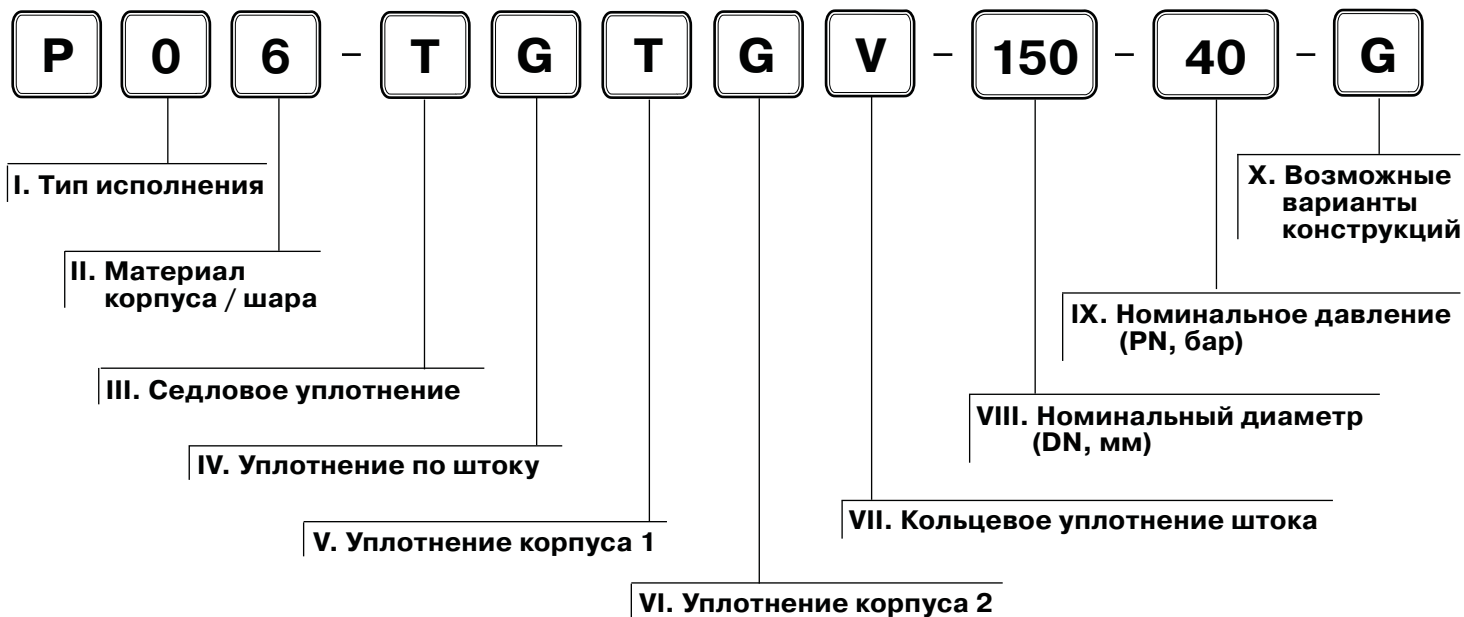 P 0 6 – T G T G V – 150 – 40 – G
I. Тип исполнения
X. Возможные
варианты
конструкций
II. Материал
корпуса / шара
IX. Номинальное давление
(PN, бар)
III. Седловое уплотнение
VIII. Номинальный диаметр
(DN, мм)
IV. Уплотнение по штоку
VII. Кольцевое уплотнение штока
V. Уплотнение корпуса 1
VI. Уплотнение корпуса 2